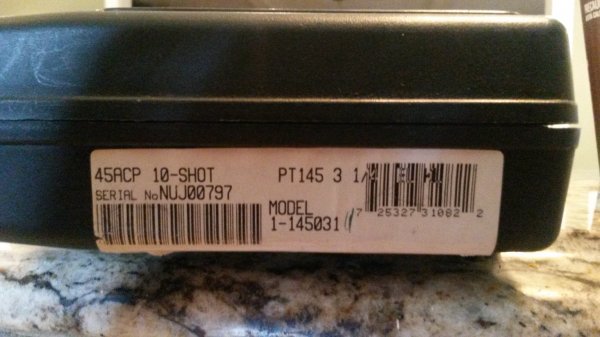 45ACP 10-SHOT PT145 3 1/
SERIAL No NUJ00797
MODEL
1-145031
7 25327 31082 2